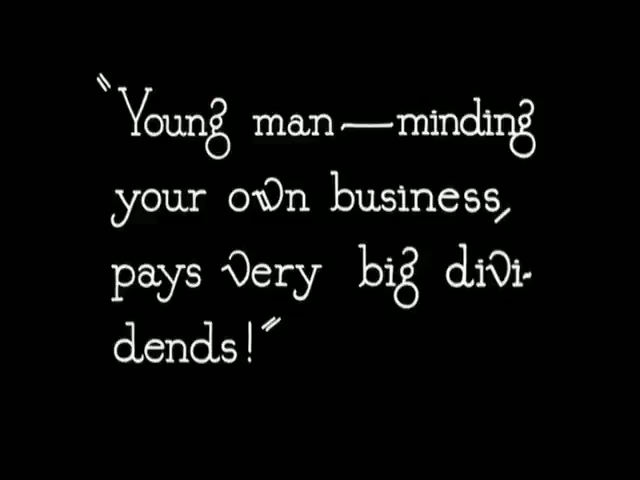 "Young man—minding
your own business,
pays very big divi-
dends!"